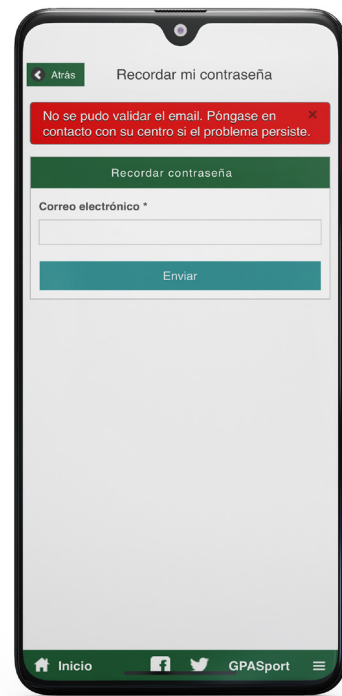 Atrás
Recordar mi contraseña
No se pudo validar el email. Póngase en
contacto con su centro si el problema persiste.
Recordar contraseña
Correo electrónico *
Enviar
Inicio
GPASport